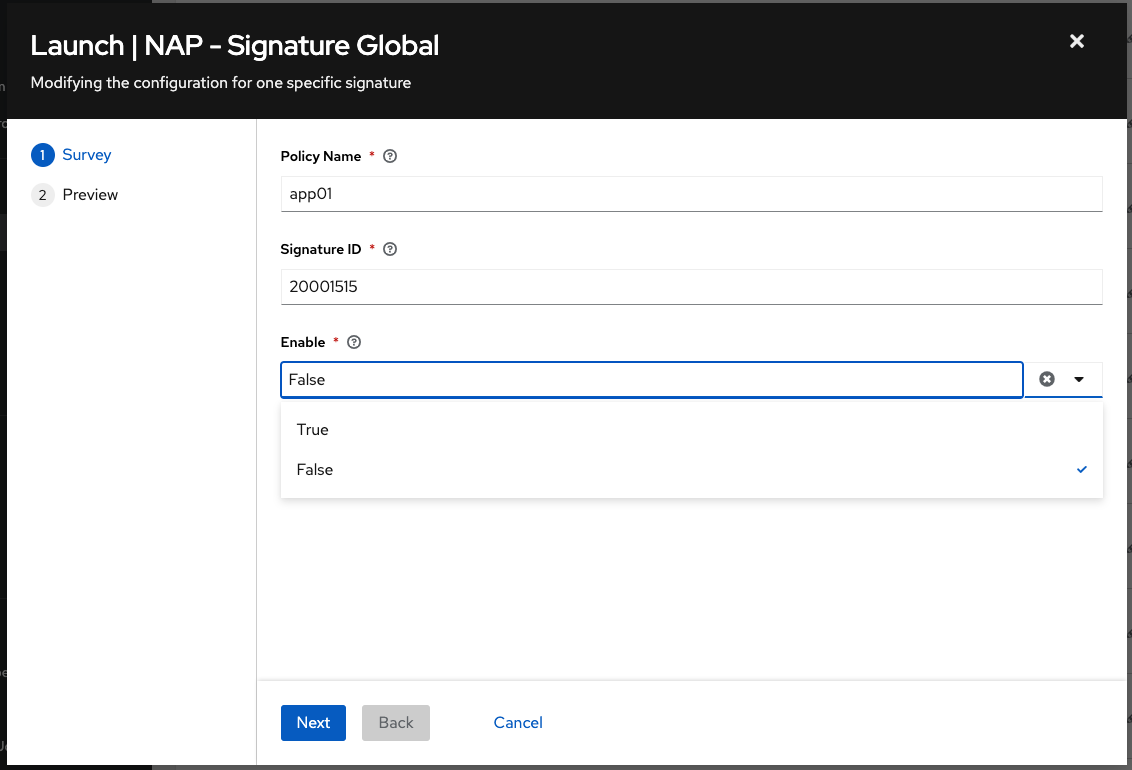 Launch | NAP - Signature Global
Modifying the configuration for one specific signature
1 Survey
2 Preview
Policy Name * ?
app01
Signature ID * ?
20001515
Enable * ?
False
True
False
Next Back Cancel